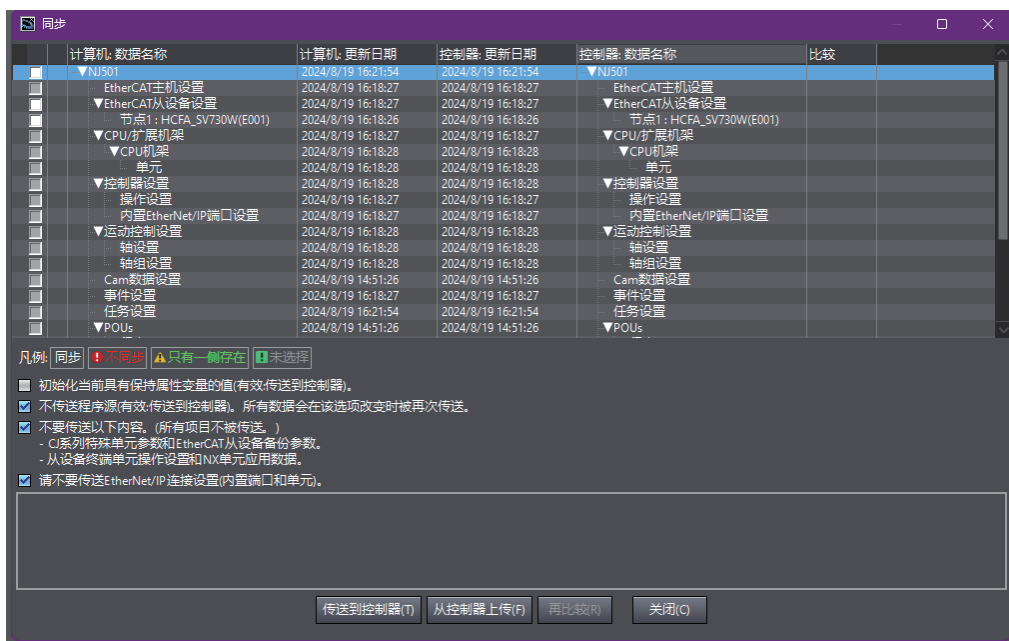 同步
计算机: 数据名称 计算机: 更新日期 控制器: 更新日期 控制器: 数据名称 比较
▼NJ501 2024/8/19 16:21:54 2024/8/19 16:21:54 ▼NJ501
EtherCAT主机设置 2024/8/19 16:18:27 2024/8/19 16:18:27 EtherCAT主机设置
▼EtherCAT从设备设置 2024/8/19 16:18:27 2024/8/19 16:18:27 ▼EtherCAT从设备设置
节点1 : HCFA_SV730W(E001) 2024/8/19 16:18:26 2024/8/19 16:18:26 节点1 : HCFA_SV730W(E001)
▼CPU/扩展机架 2024/8/19 16:18:27 2024/8/19 16:18:27 ▼CPU/扩展机架
▼CPU机架 2024/8/19 16:18:28 2024/8/19 16:18:28 ▼CPU机架
单元 2024/8/19 16:18:28 2024/8/19 16:18:28 单元
▼控制器设置 2024/8/19 16:18:28 2024/8/19 16:18:28 ▼控制器设置
操作设置 2024/8/19 16:18:27 2024/8/19 16:18:27 操作设置
内置EtherNet/IP端口设置 2024/8/19 16:18:27 2024/8/19 16:18:27 内置EtherNet/IP端口设置
▼运动控制设置 2024/8/19 16:18:28 2024/8/19 16:18:28 ▼运动控制设置
轴设置 2024/8/19 16:18:28 2024/8/19 16:18:28 轴设置
轴组设置 2024/8/19 16:18:28 2024/8/19 16:18:28 轴组设置
Cam数据设置 2024/8/19 14:51:26 2024/8/19 14:51:26 Cam数据设置
事件设置 2024/8/19 16:18:27 2024/8/19 16:18:27 事件设置
任务设置 2024/8/19 16:21:54 2024/8/19 16:21:54 任务设置
▼POUs 2024/8/19 14:51:26 2024/8/19 14:51:26 ▼POUs
凡例: 同步 不同步 只有一侧存在 未选择
初始化当前具有保持属性变量的值(有效:传送到控制器)。
不传送程序源(有效:传送到控制器)。所有数据会在该选项改变时被再次传送。
不要传送以下内容。(所有项目不被传送。)
- CJ系列特殊单元参数和EtherCAT从设备备份参数。
- 从设备终端单元操作设置和NX单元应用数据。
请不要传送EtherNet/IP连接设置(内置端口和单元)。
传送到控制器(T) 从控制器上传(F) 再比较(R) 关闭(C)